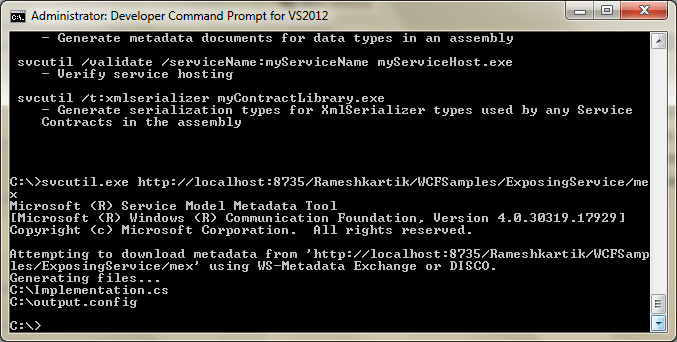 Administrator: Developer Command Prompt for VS2012
- Generate metadata documents for data types in an assembly
svcutil /validate /serviceName:myServiceName myServiceHost.exe
- Verify service hosting
svcutil /t:xmlserializer myContractLibrary.exe
- Generate serialization types for XmlSerializer types used by any Service
Contracts in the assembly
C:\>svcutil.exe http://localhost:8735/Rameshkartik/WCFSamples/ExposingService/me
x
Microsoft (R) Service Model Metadata Tool
[Microsoft (R) Windows (R) Communication Foundation, Version 4.0.30319.17929]
Copyright (c) Microsoft Corporation.  All rights reserved.
Attempting to download metadata from 'http://localhost:8735/Rameshkartik/WCFSamp
les/ExposingService/mex' using WS-Metadata Exchange or DISCO.
Generating files...
C:\Implementation.cs
C:\output.config
C:\>